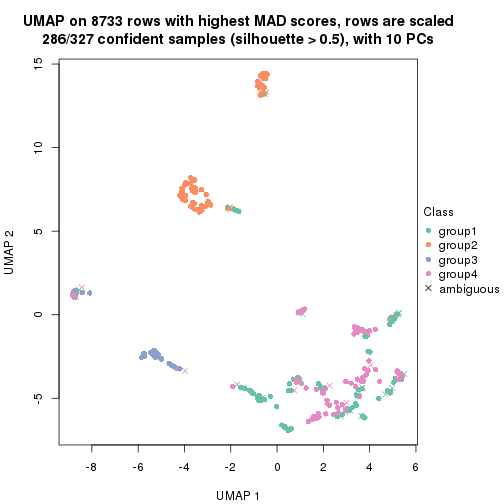 UMAP on 8733 rows with highest MAD scores, rows are scaled
286/327 confident samples (silhouette > 0.5), with 10 PCs
15
10
5
0
-5
UMAP 2
-8
-6
-4
-2
0
2
4
6
UMAP 1
Class
group1
group2
group3
group4
ambiguous